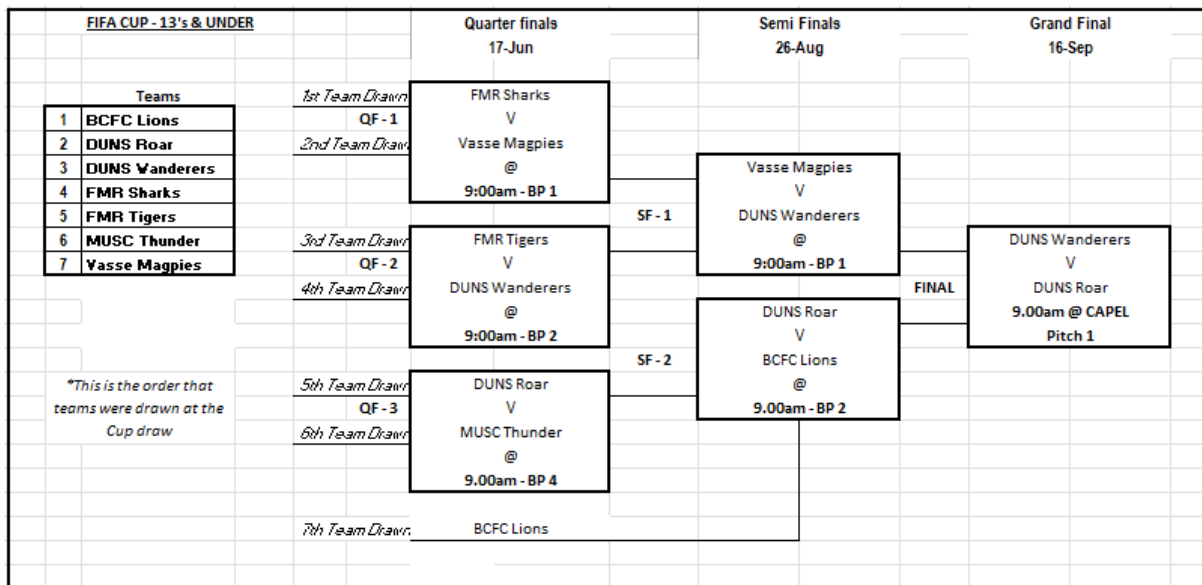 FIFA CUP - 13's & UNDER
Quarter finals
17-Jun
Semi Finals
26-Aug
Grand Final
16-Sep
Teams
1 BCFC Lions
2 DUNS Roar
3 DUNS Wanderers
4 FMR Sharks
5 FMR Tigers
6 MUSC Thunder
7 Vasse Magpies
*This is the order that
teams were drawn at the
Cup draw
1st Team Drawn
QF - 1
2nd Team Drawn
FMR Sharks
V
Vasse Magpies
@
9:00am - BP 1
3rd Team Drawn
QF - 2
4th Team Drawn
FMR Tigers
V
DUNS Wanderers
@
9:00am - BP 2
5th Team Drawn
QF - 3
6th Team Drawn
DUNS Roar
V
MUSC Thunder
@
9.00am - BP 4
7th Team Drawn
BCFC Lions
SF - 1
Vasse Magpies
V
DUNS Wanderers
@
9:00am - BP 1
SF - 2
DUNS Roar
V
BCFC Lions
@
9.00am - BP 2
FINAL
DUNS Wanderers
V
DUNS Roar
9.00am @ CAPEL
Pitch 1